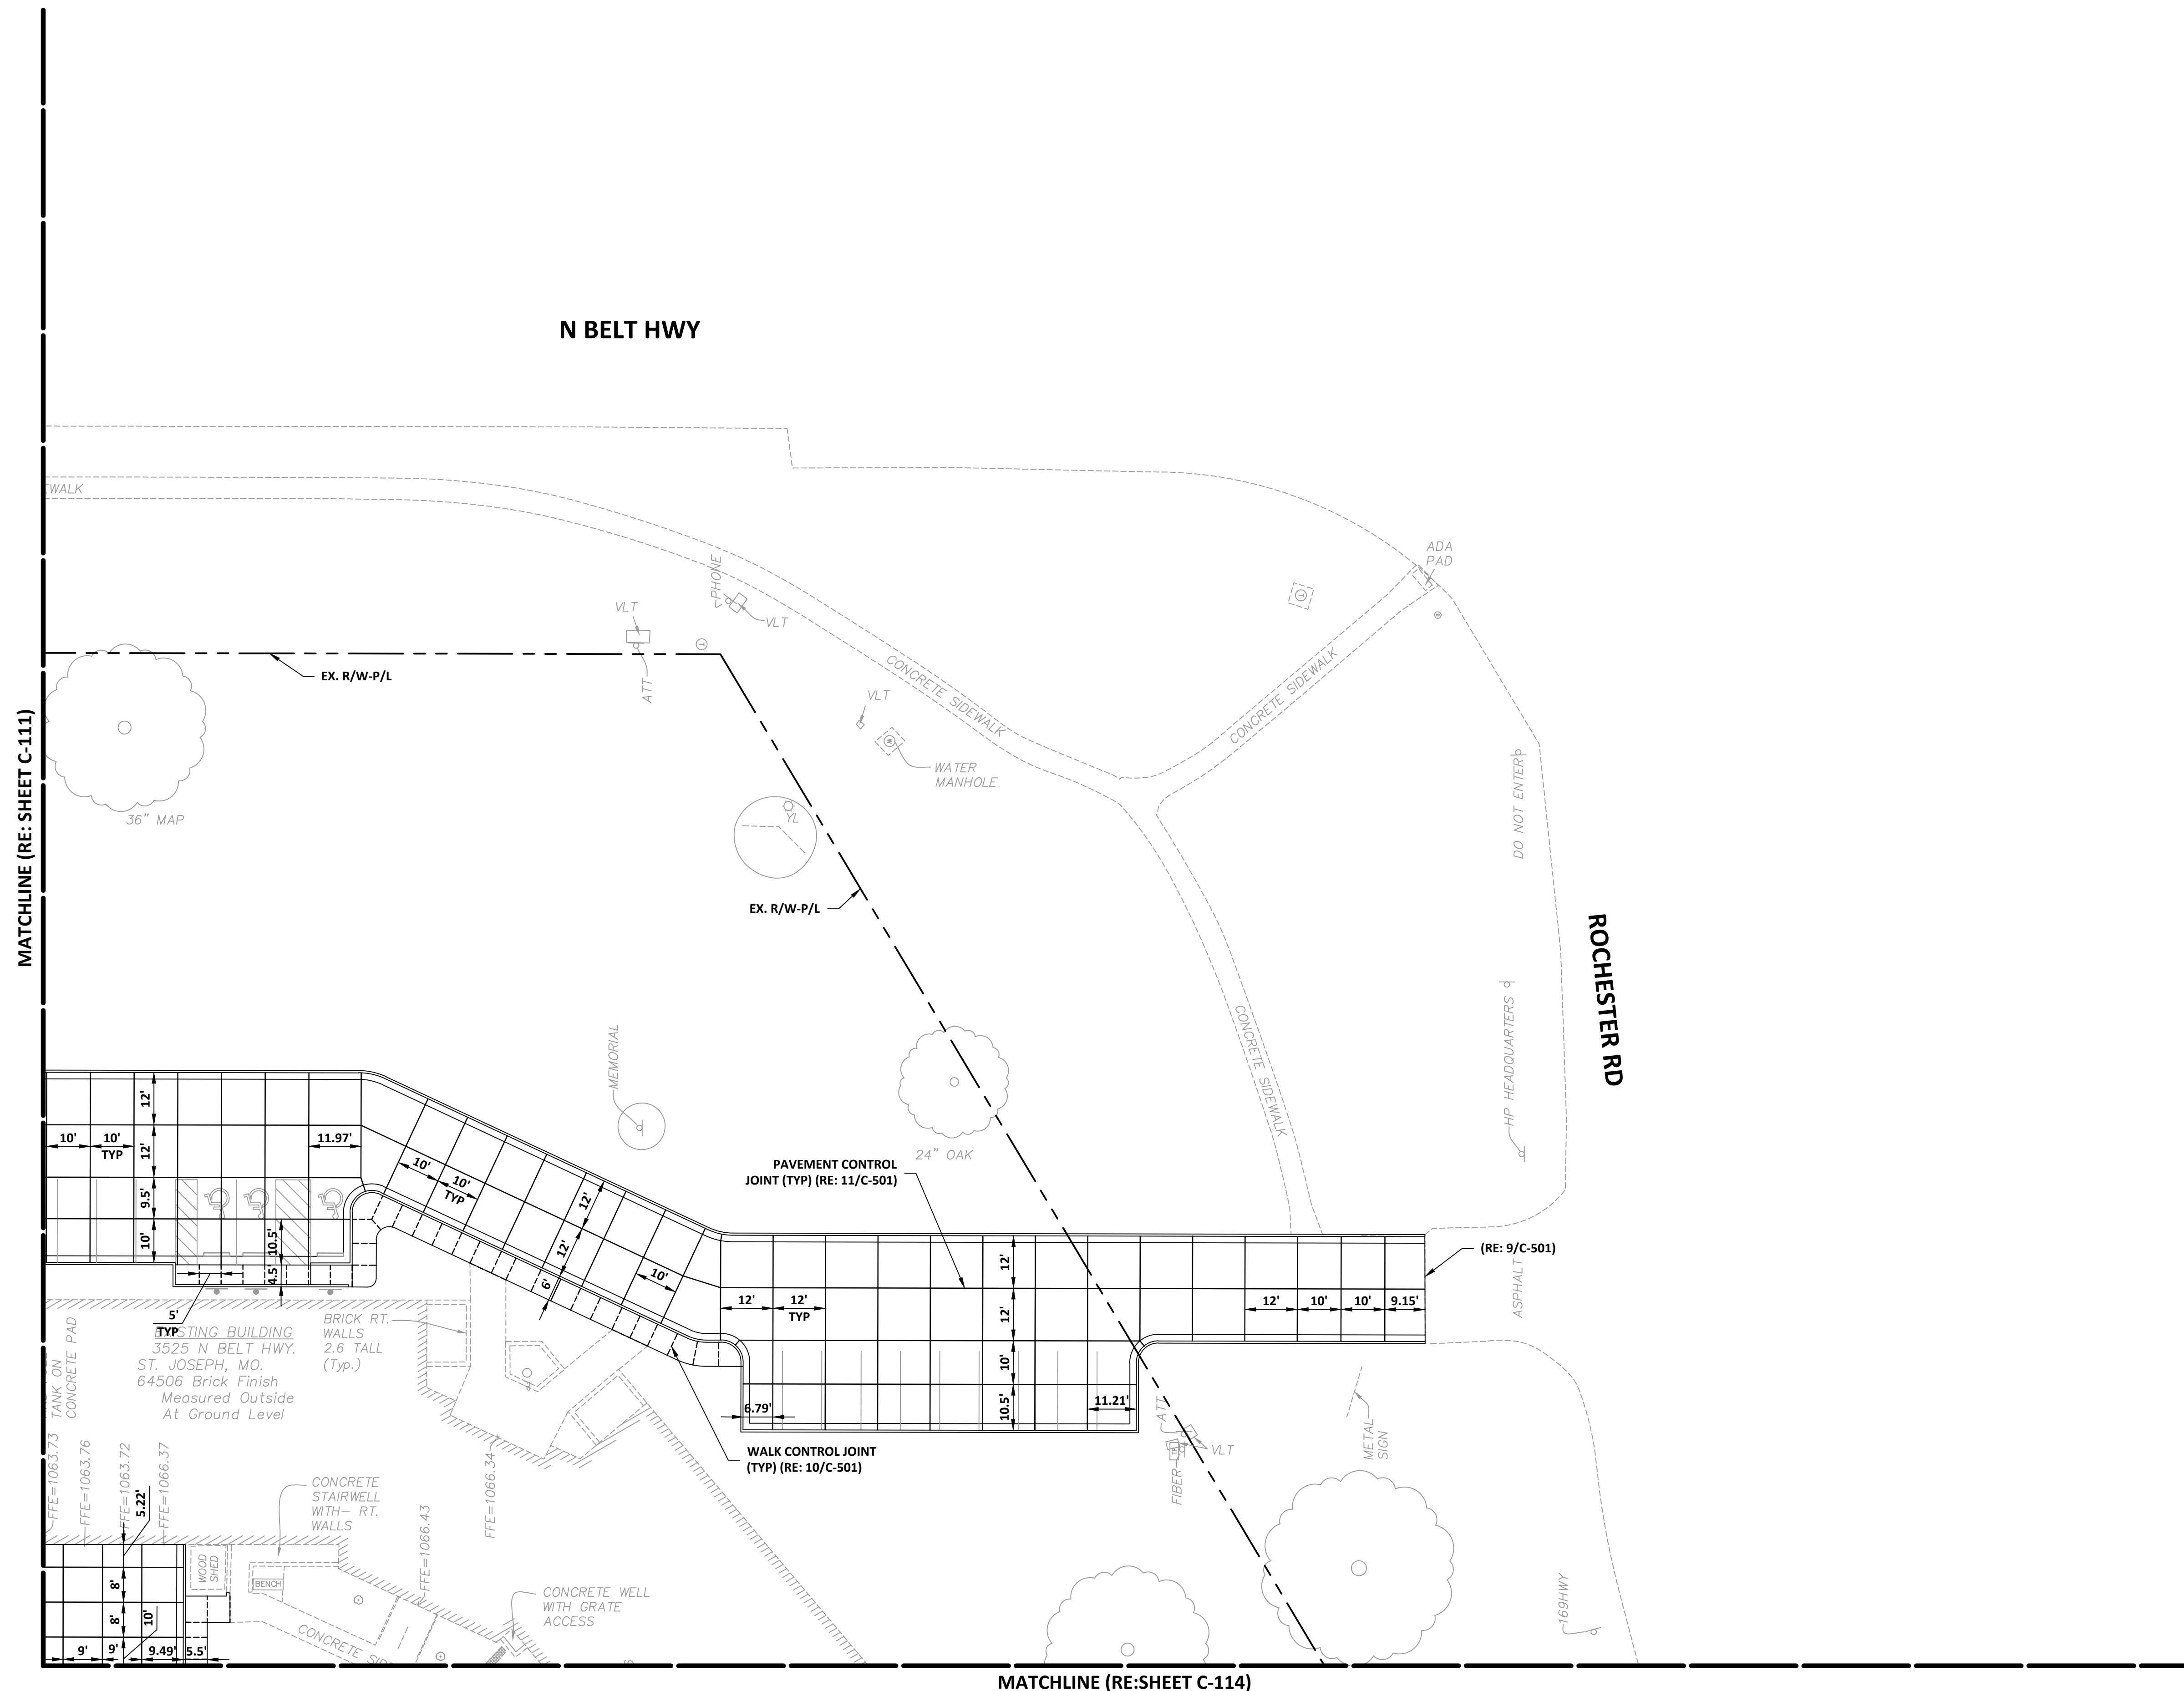 N BELT HWY
EWALK
ADA
PAD
PHONE
VLT
VLT
ATT
EX. R/W-P/L
CONCRETE SIDEWALK
CONCRETE SIDEWALK
VLT
WATER
MANHOLE
36" MAP
YL
DO NOT ENTER
MATCHLINE (RE: SHEET C-111)
EX. R/W-P/L
ROCHESTER RD
HP HEADQUARTERS
CONCRETE SIDEWALK
MEMORIAL
24" OAK
12'
10'
10'
TYP
12'
11.97'
9.5'
10'
10.5'
4.5'
5'
TYP
10'
10'
TYP
12'
12'
10'
6'
PAVEMENT CONTROL
JOINT (TYP) (RE: 11/C-501)
(RE: 9/C-501)
ASPHALT
12'
12'
TYP
12'
12'
10'
10.5'
12'
10'
10'
9.15'
6.79'
11.21'
WALK CONTROL JOINT
(TYP) (RE: 10/C-501)
TANK ON
CONCRETE PAD
STING BUILDING
3525 N BELT HWY.
ST. JOSEPH, MO.
64506 Brick Finish
Measured Outside
At Ground Level
BRICK RT.
WALLS
2.6 TALL
(Typ.)
ATT
FIBER
VLT
METAL
SIGN
FFE=1063.73
FFE=1063.76
FFE=1063.72
FFE=1066.37
5.22'
FFE=1066.34
FFE=1066.43
CONCRETE
STAIRWELL
WITH- RT.
WALLS
WOOD
SHED
BENCH
CONCRETE WELL
WITH GRATE
ACCESS
8'
8'
10'
9'
9'
9.49'
5.5'
CONCRETE SID
169HWY
MATCHLINE (RE:SHEET C-114)